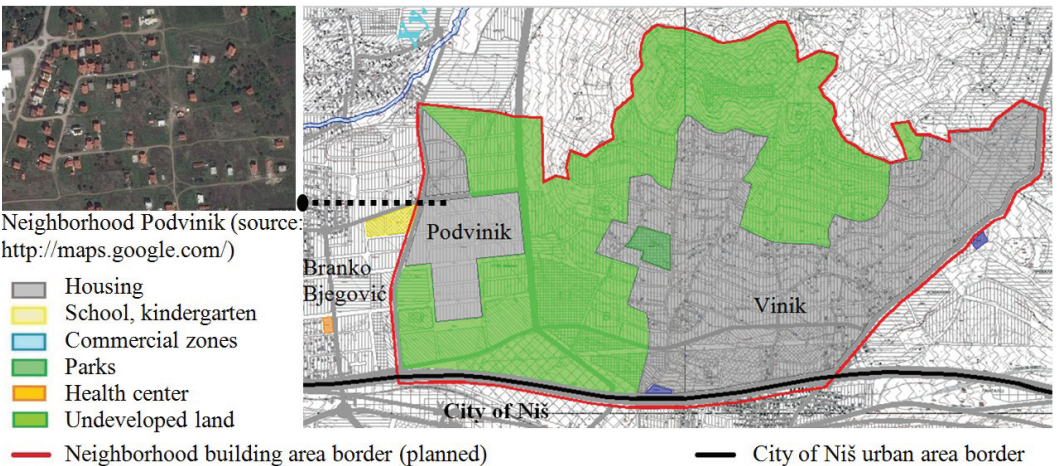 Neighborhood Podvinik (source:
http://maps.google.com/)
Podvinik
Branko
Bjegović
Vinik
City of Niš
Housing
School, kindergarten
Commercial zones
Parks
Health center
Undeveloped land
Neighborhood building area border (planned)
City of Niš urban area border